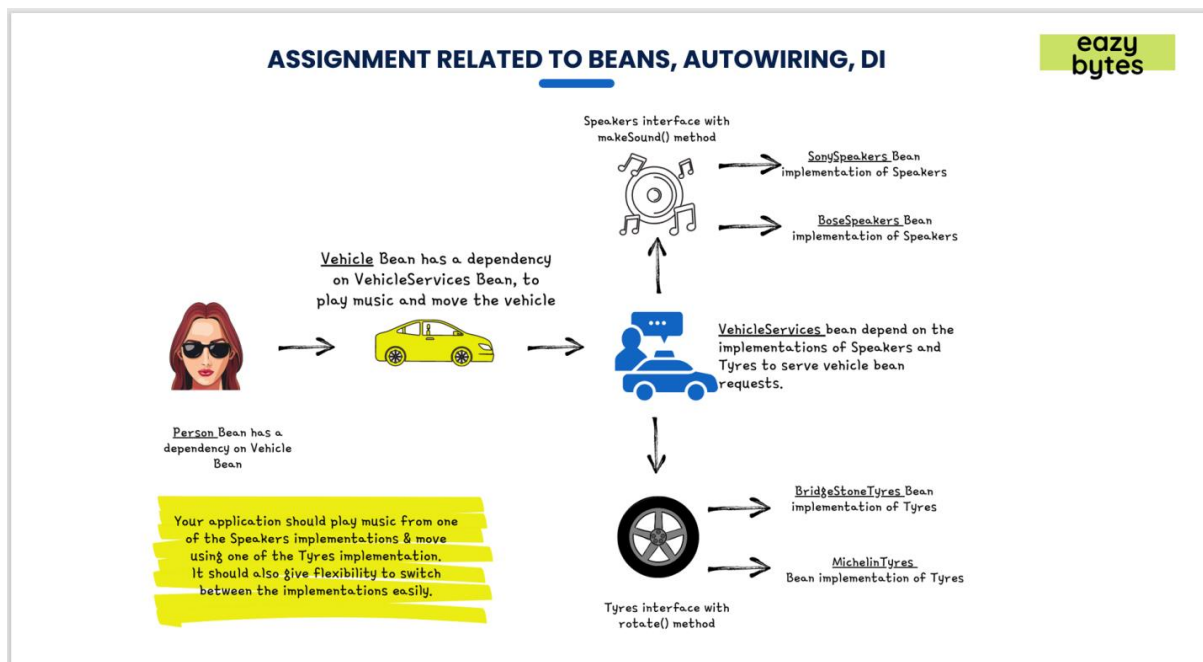 ASSIGNMENT RELATED TO BEANS, AUTOWIRING, DI
eazy
bytes
Speakers interface with
makeSound() method
SonySpeakers Bean
implementation of Speakers
BoseSpeakers Bean
implementation of Speakers
Vehicle Bean has a dependency
on VehicleServices Bean, to
play music and move the vehicle
VehicleServices bean depend on the
implementations of Speakers and
Tyres to serve vehicle bean
requests.
Person Bean has a
dependency on Vehicle
Bean
BridgeStoneTyres Bean
implementation of Tyres
MichelinTyres
Bean implementation of Tyres
Your application should play music from one
of the Speakers implementations & move
using one of the Tyres implementation.
It should also give flexibility to switch
between the implementations easily.
Tyres interface with
rotate() method